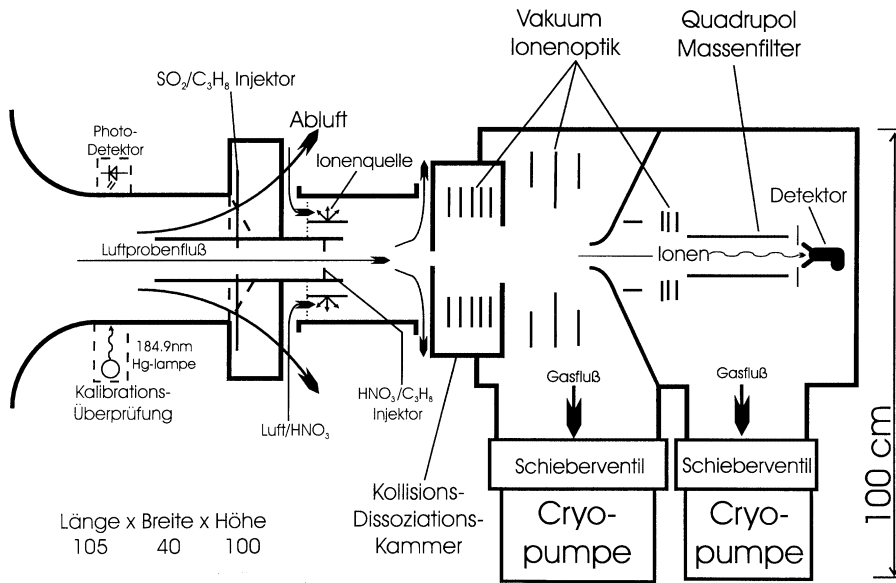 Vakuum
Ionenoptik
Quadrupol
Massenfilter
SO₂/C₃H₈ Injektor
Abluft
Photo-
Detektor
Ionenquelle
Detektor
Luftprobenfluß
Ionen
184.9nm
Hg-lampe
Kalibrations-
Überprüfung
HNO₃/C₃H₈
Injektor
Luft/HNO₃
Gasfluß
Gasfluß
Schieberventil
Schieberventil
Kollisions-
Dissoziations-
Kammer
Cryo-
pumpe
Cryo-
pumpe
100 cm
Länge x Breite x Höhe
105 40 100